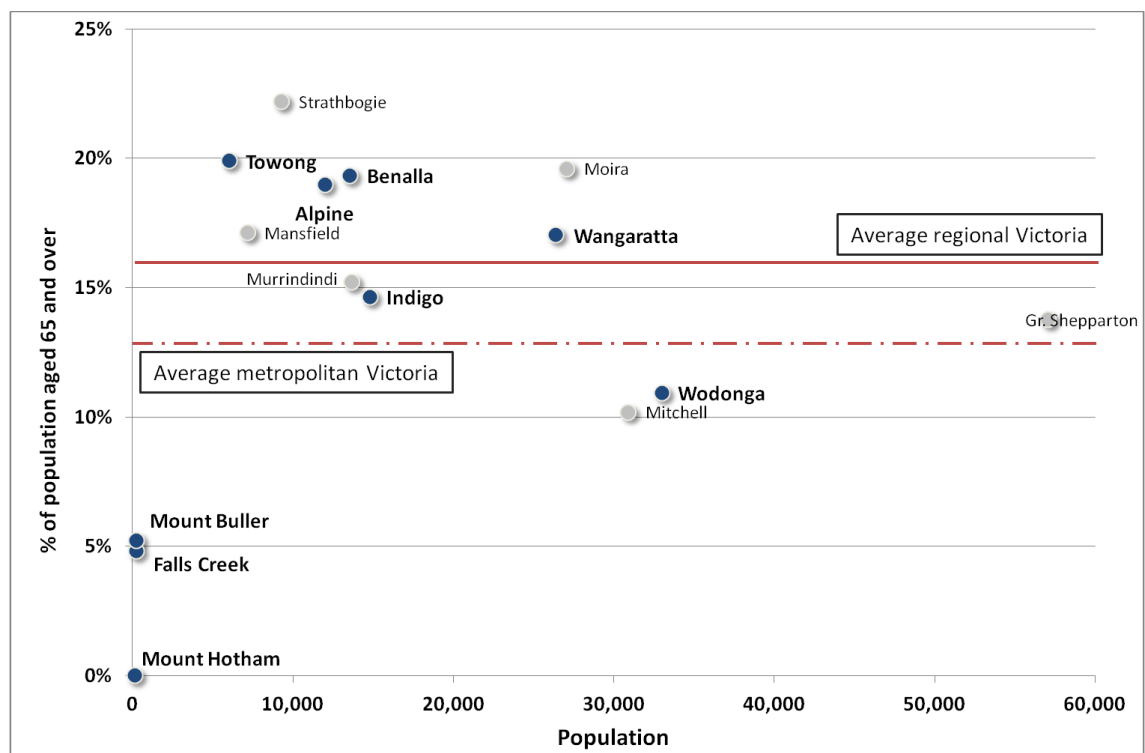 25%
Strathbogie
20%
Towong
Benalla
Moira
Alpine
Mansfield
Wangaratta
Average regional Victoria
Murrindindi
15%
Indigo
Gr. Shepparton
Average metropolitan Victoria
Wodonga
Mitchell
10%
% of population aged 65 and over
Mount Buller
5%
Falls Creek
Mount Hotham
0%
0 10,000 20,000 30,000 40,000 50,000 60,000
Population